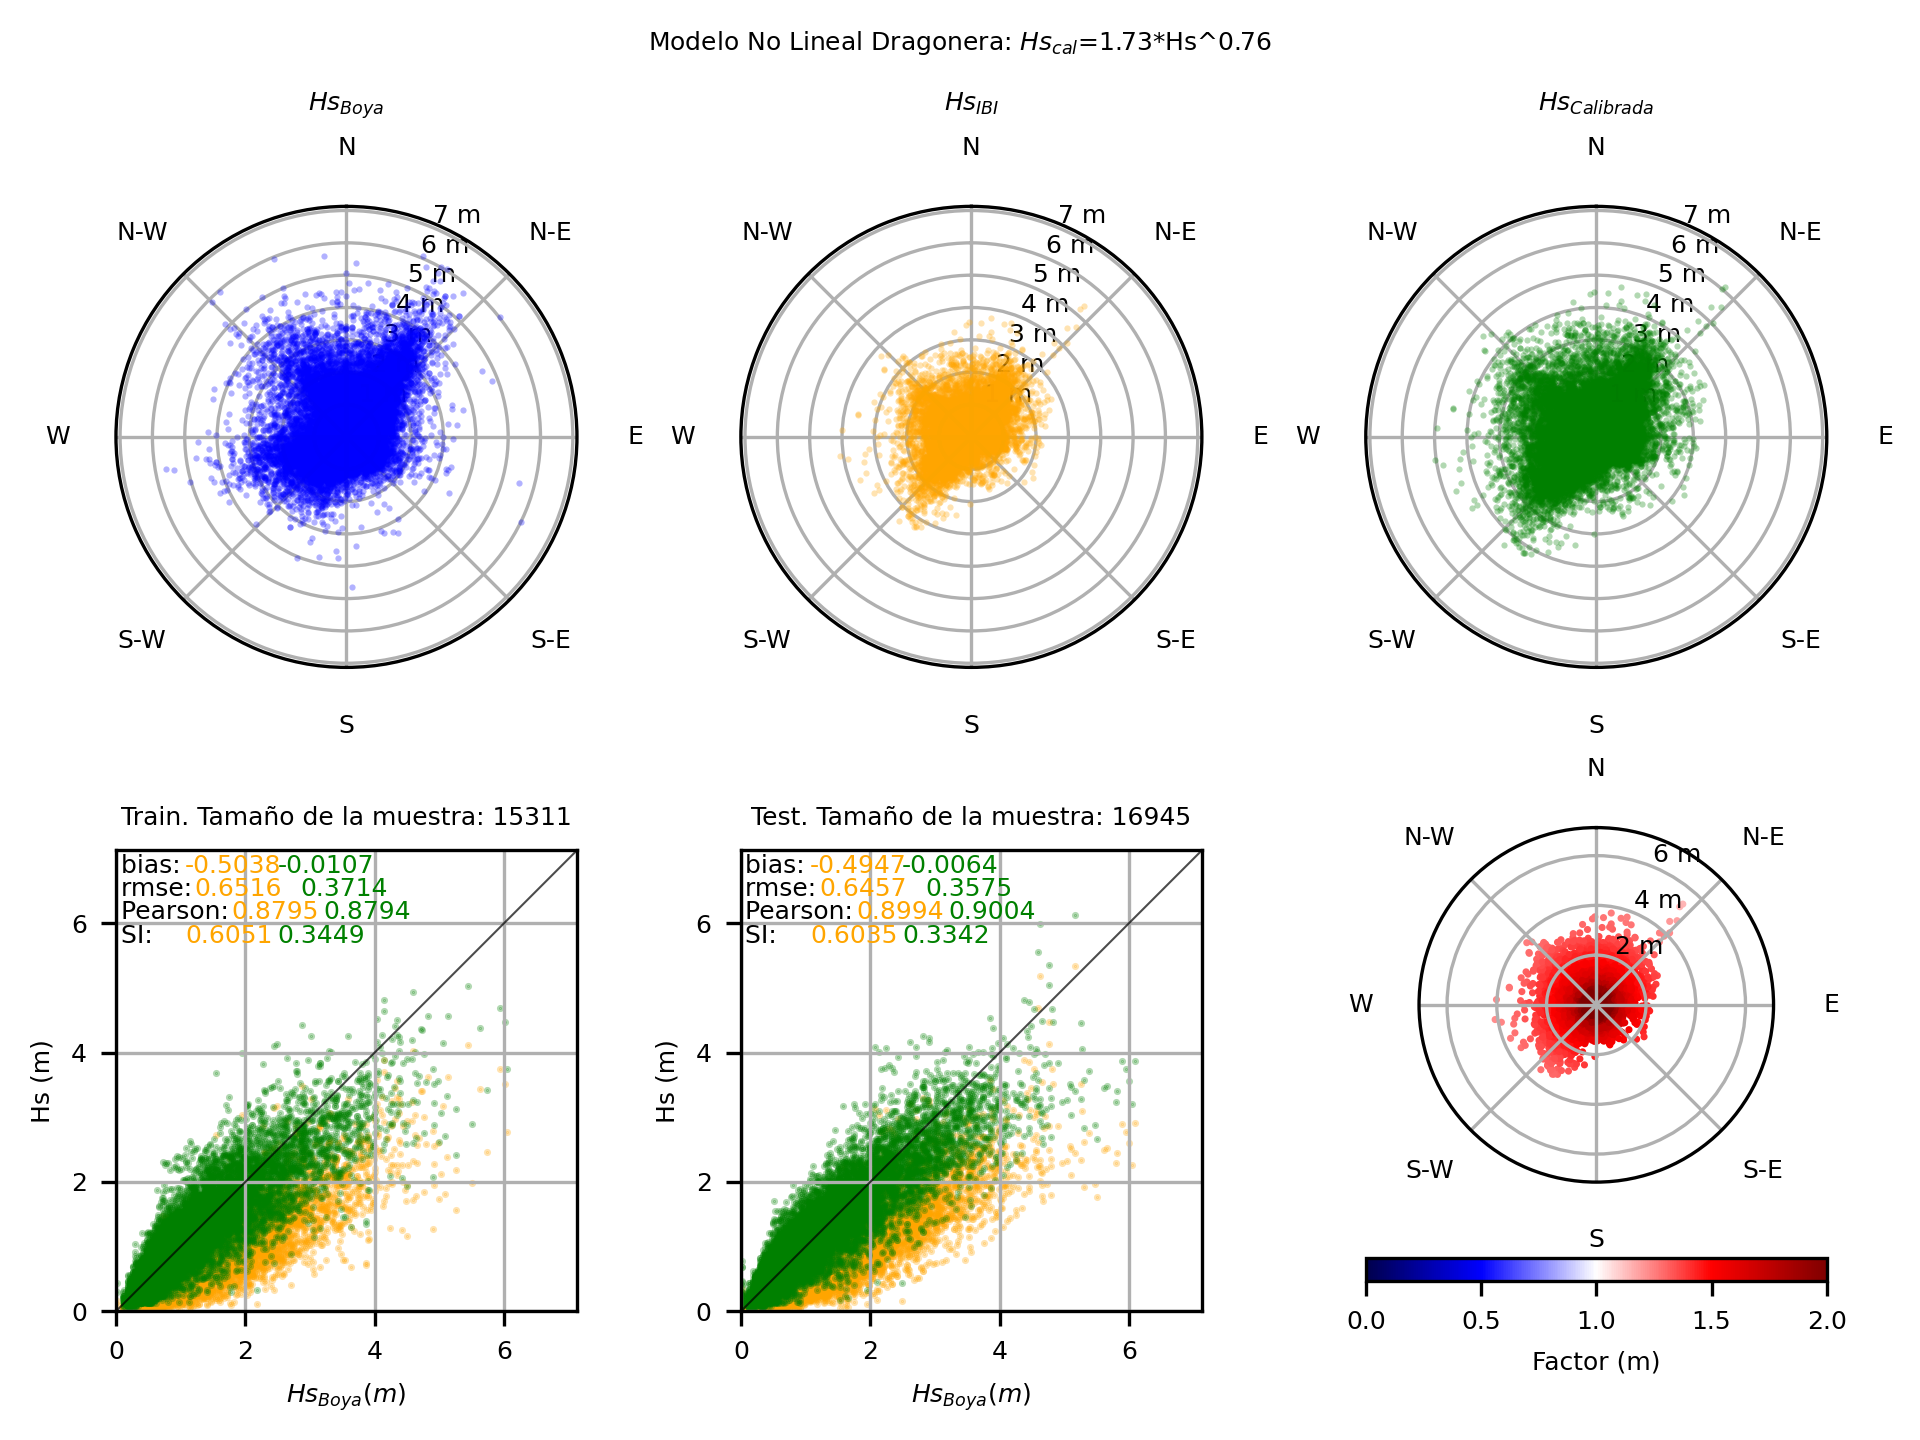 Modelo No Lineal Dragonera: Hs_cal=1.73*Hs^0.76
Hs_Boya
Hs_IBI
Hs_Calibrada
N
N
N
7 m
7 m
7 m
N-W
N-E
N-W
N-E
N-W
N-E
6 m
6 m
6 m
5 m
5 m
5 m
4 m
4 m
4 m
3 m
3 m
3 m
2 m
W
E
W
E
W
E
S-W
S-E
S-W
S-E
S-W
S-E
S
S
S
Train. Tamaño de la muestra: 15311
bias: -0.5038 -0.0107
rmse: 0.6516 0.3714
Pearson: 0.8795 0.8794
SI: 0.6051 0.3449
6
4
2
0
Hs (m)
0 2 4 6
Hs_Boya(m)
Test. Tamaño de la muestra: 16945
bias: -0.4947 -0.0064
rmse: 0.6457 0.3575
Pearson: 0.8994 0.9004
SI: 0.6035 0.3342
6
4
2
0
Hs (m)
0 2 4 6
Hs_Boya(m)
N
N-W
N-E
6 m
4 m
2 m
W
E
S-W
S-E
S
0.0 0.5 1.0 1.5 2.0
Factor (m)